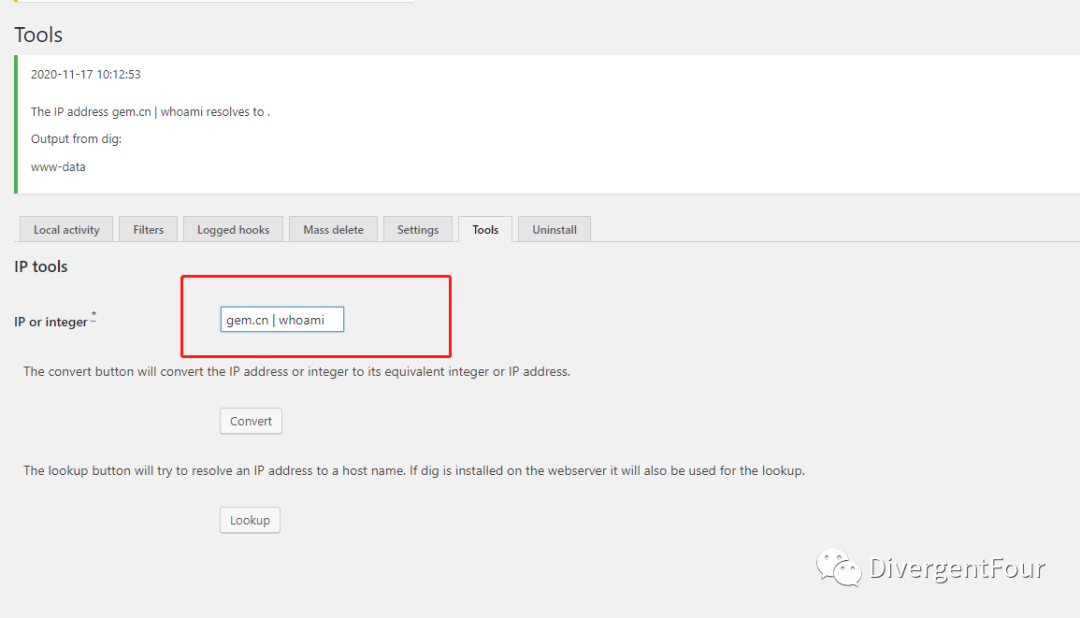 Tools
2020-11-17 10:12:53
The IP address gem.cn | whoami resolves to .
Output from dig:
www-data
Local activity Filters Logged hooks Mass delete Settings Tools Uninstall
IP tools
IP or integer * gem.cn | whoami
The convert button will convert the IP address or integer to its equivalent integer or IP address.
Convert
The lookup button will try to resolve an IP address to a host name. If dig is installed on the webserver it will also be used for the lookup.
Lookup
DivergentFour